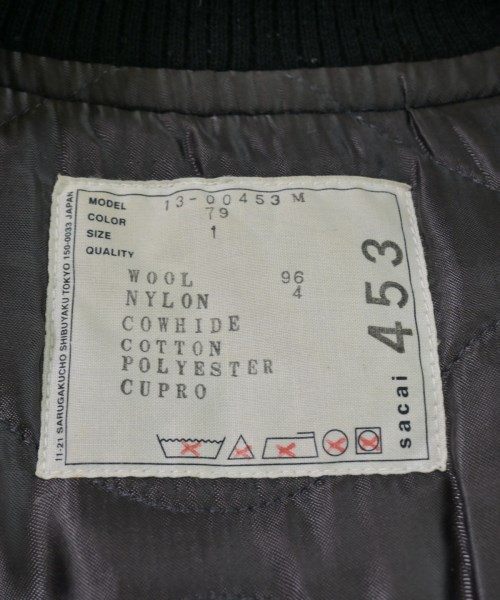 MODEL 13-00453 M
COLOR 79
SIZE 1
QUALITY
WOOL 96
NYLON 4
COWHIDE
COTTON
POLYESTER
CUPRO
sacai 453
11-21 SARUGAKUCHO SHIBUYAKU TOKYO 150-0033 JAPAN